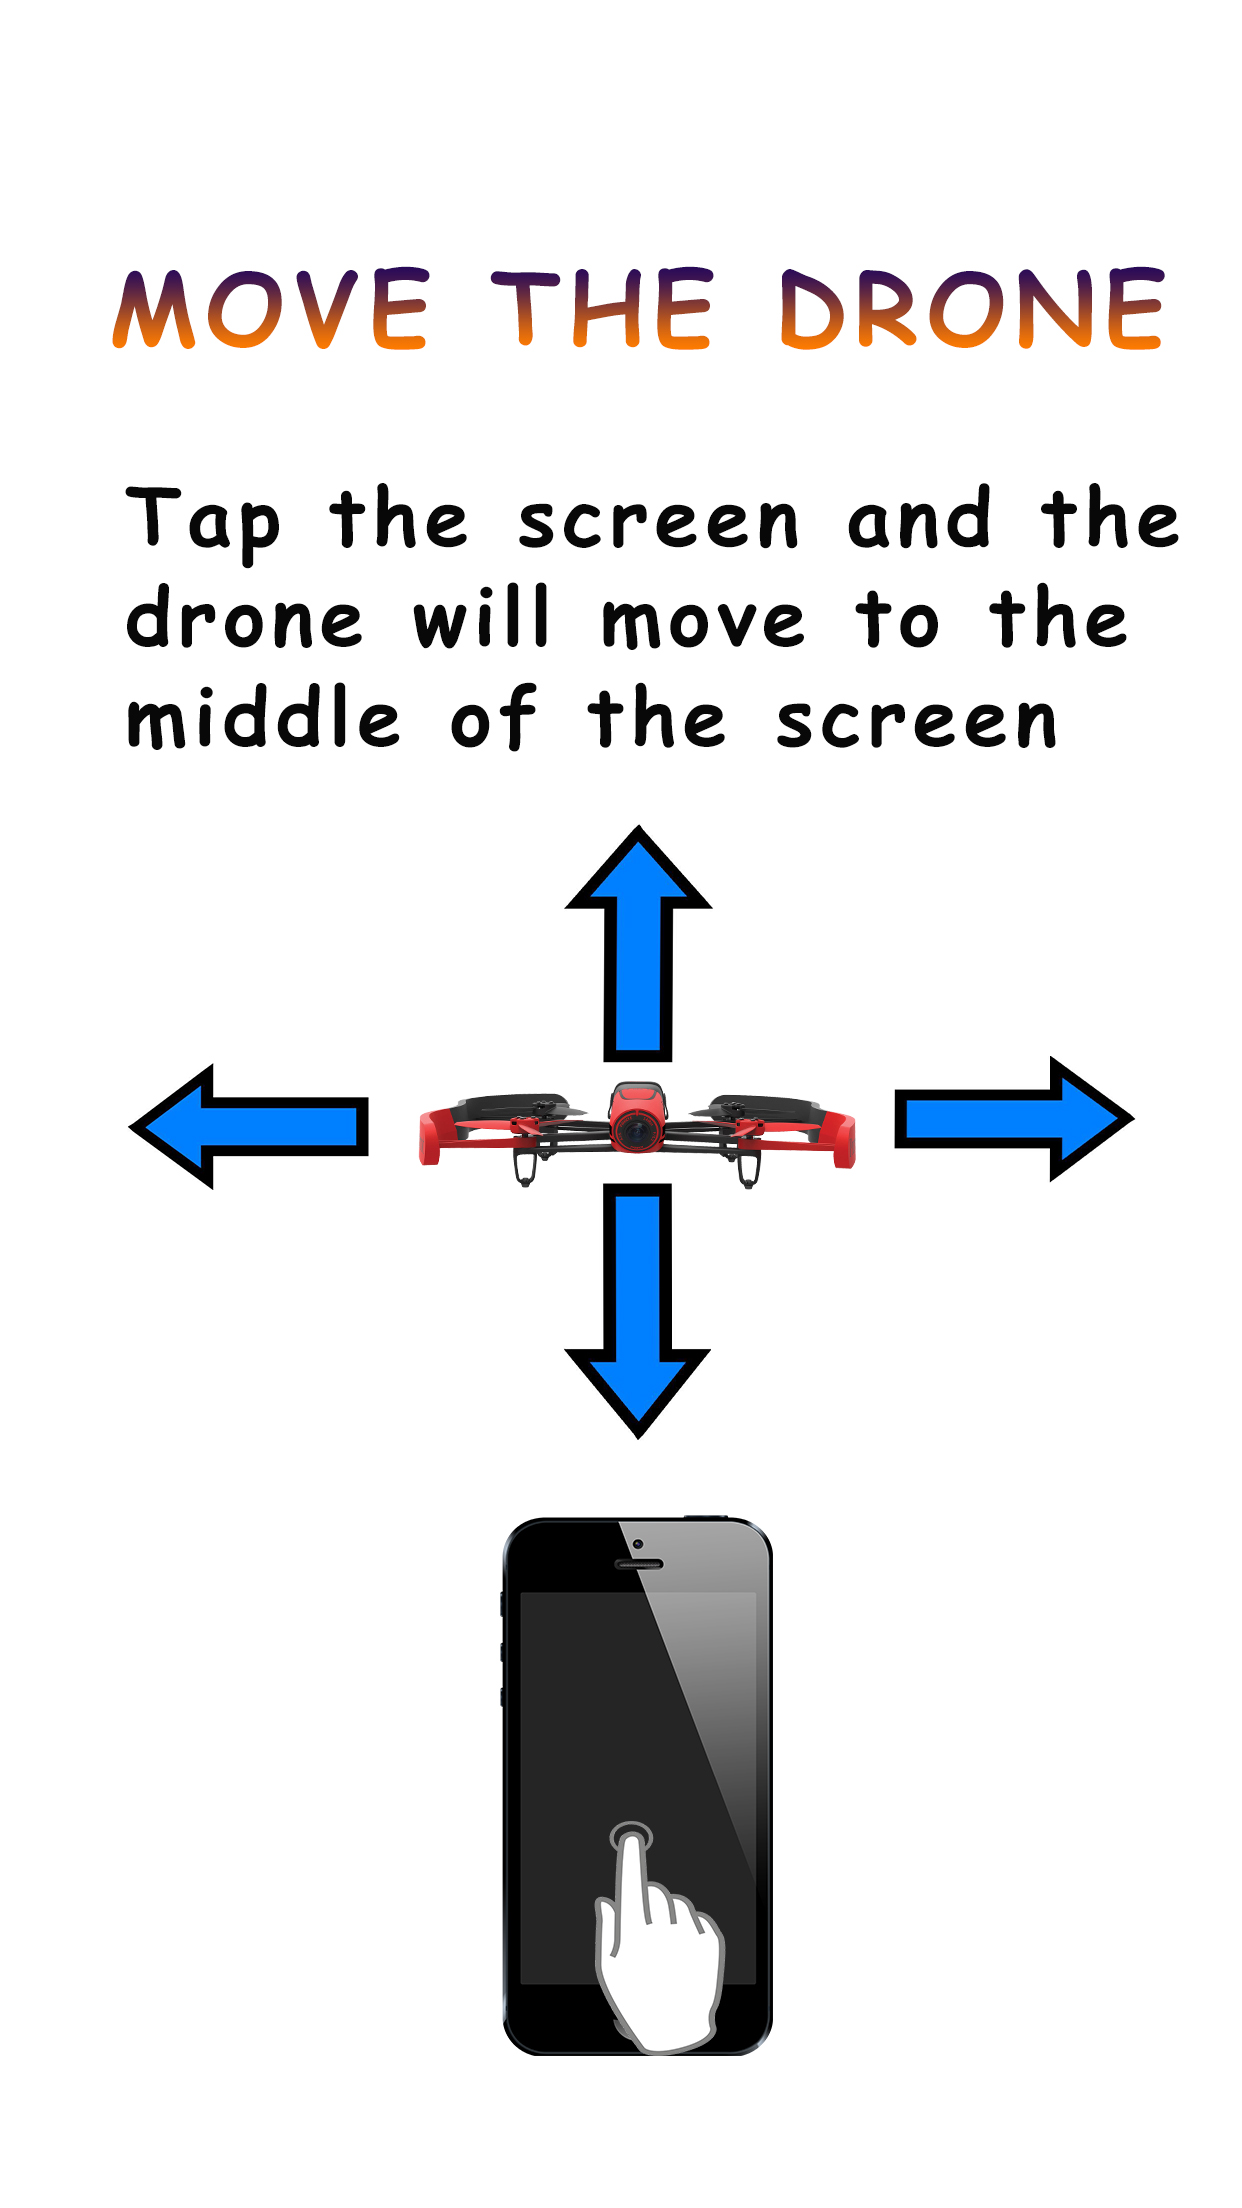 MOVE THE DRONE
Tap the screen and the
drone will move to the
middle of the screen